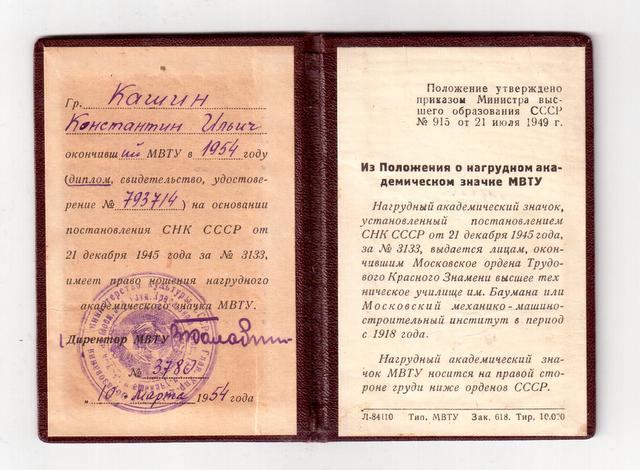 Гр. Кашин
Константин Ильич
окончивший МВТУ в 1954 году
(диплом, свидетельство, удостове-
рение № 793714) на основании
постановления СНК СССР от
21 декабря 1945 года за № 3133,
имеет право ношения нагрудного
академического значка МВТУ.
Директор МВТУ
№ 3780
"10" Марта 1954 года
Положение утверждено
приказом Министра выс-
шего образования СССР
№ 915 от 21 июля 1949 г.
Из Положения о нагрудном ака-
демическом значке МВТУ
Нагрудный академический значок,
установленный постановлением
СНК СССР от 21 декабря 1945 года,
за № 3133, выдается лицам, окон-
чившим Московское ордена Трудо-
вого Красного Знамени высшее тех
ническое училище им. Баумана или
Московский механико-машино-
строительный институт в период
с 1918 года.
Нагрудный академический зна-
чок МВТУ носится на правой сто-
роне груди ниже орденов СССР.
Л-84110 Тип. МВТУ Зак. 618. Тир, 10.000